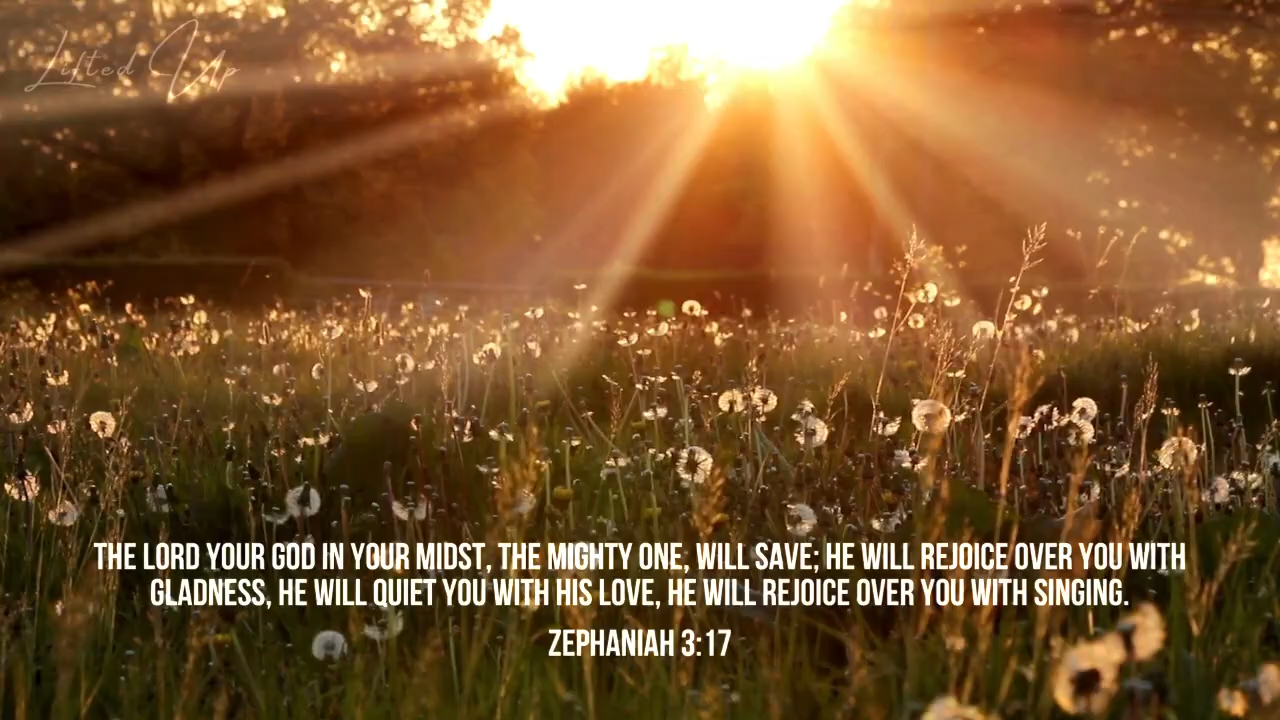 Lifted Up
THE LORD YOUR GOD IN YOUR MIDST, THE MIGHTY ONE, WILL SAVE; HE WILL REJOICE OVER YOU WITH
GLADNESS, HE WILL QUIET YOU WITH HIS LOVE, HE WILL REJOICE OVER YOU WITH SINGING.
ZEPHANIAH 3:17